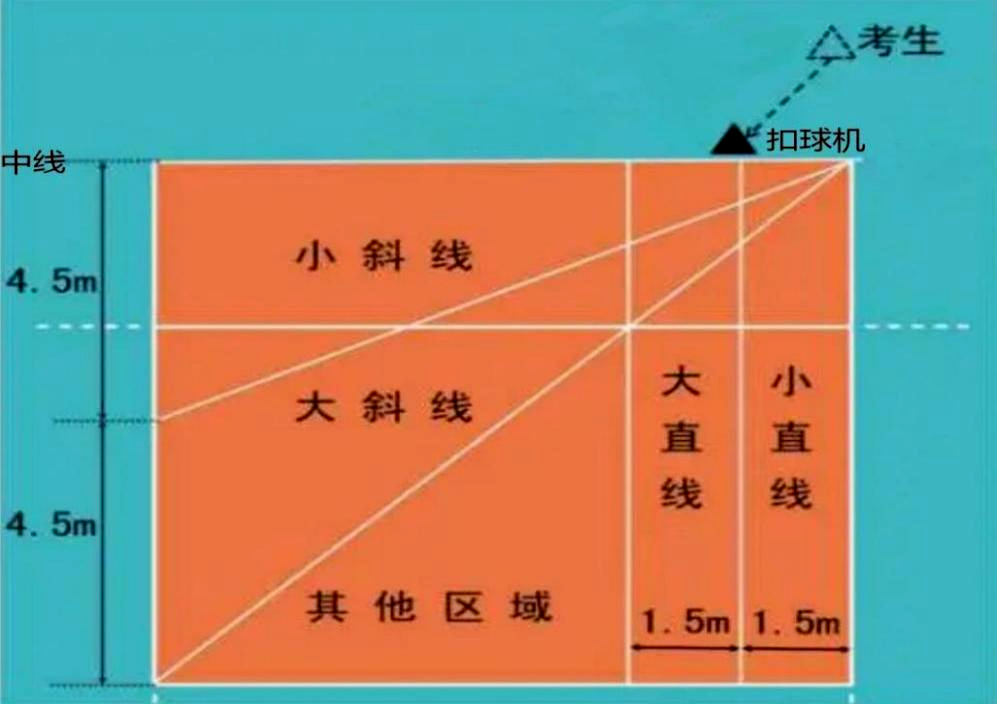 考生
扣球机
中线
小斜线
4.5m
大斜线
大直线
小直线
4.5m
其他区域
1.5m
1.5m